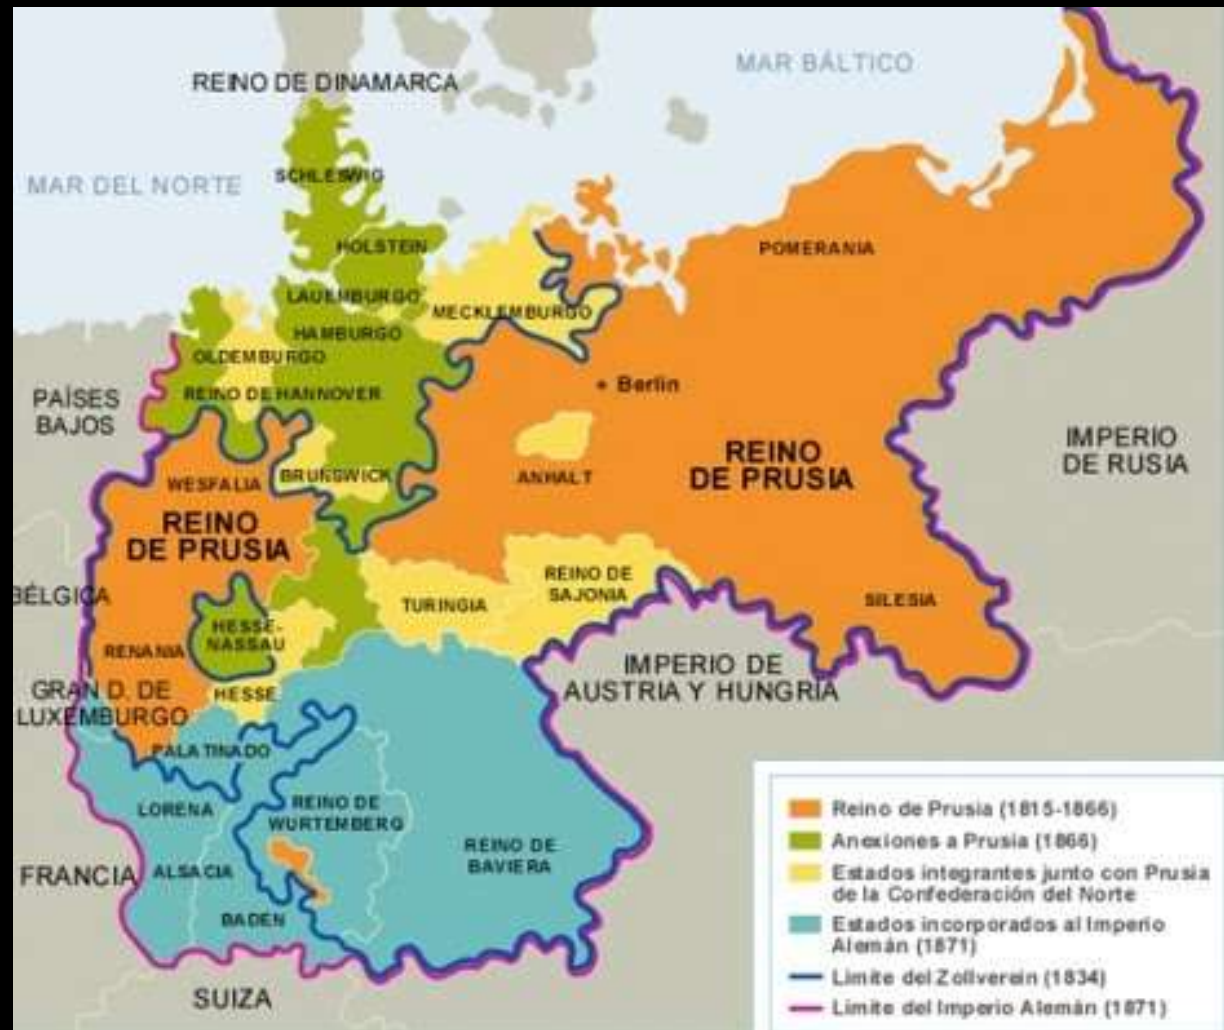 MAR BÁLTICO
REINO DE DINAMARCA
MAR DEL NORTE
SCHLESWIG
HOLSTEIN
POMERANIA
LAUEMBURGO
MECKLEMBURGO
HAMBURGO
OLDEMBURGO
REINO DE HANNOVER
• Berlin
PAÍSES
BAJOS
IMPERIO
DE RUSIA
REINO
DE PRUSIA
WESFALIA
BRUNSWICK
ANHALT
REINO
DE PRUSIA
BÉLGICA
TURINGIA
REINO DE
SAJONIA
SILESIA
HESSE-
NASSAU
RENANIA
IMPERIO DE
AUSTRIA Y HUNGRÍA
GRAN D. DE
LUXEMBURGO
HESSE
PALATINADO
LORENA
REINO DE
WURTEMBERG
REINO DE
BAVIERA
FRANCIA
ALSACIA
BADEN
SUIZA
Reino de Prusia (1815-1866)
Anexiones a Prusia (1866)
Estados integrantes junto con Prusia
de la Confederación del Norte
Estados incorporados al Imperio
Alemán (1871)
Limite del Zollverein (1834)
Limite del Imperio Alemán (1871)